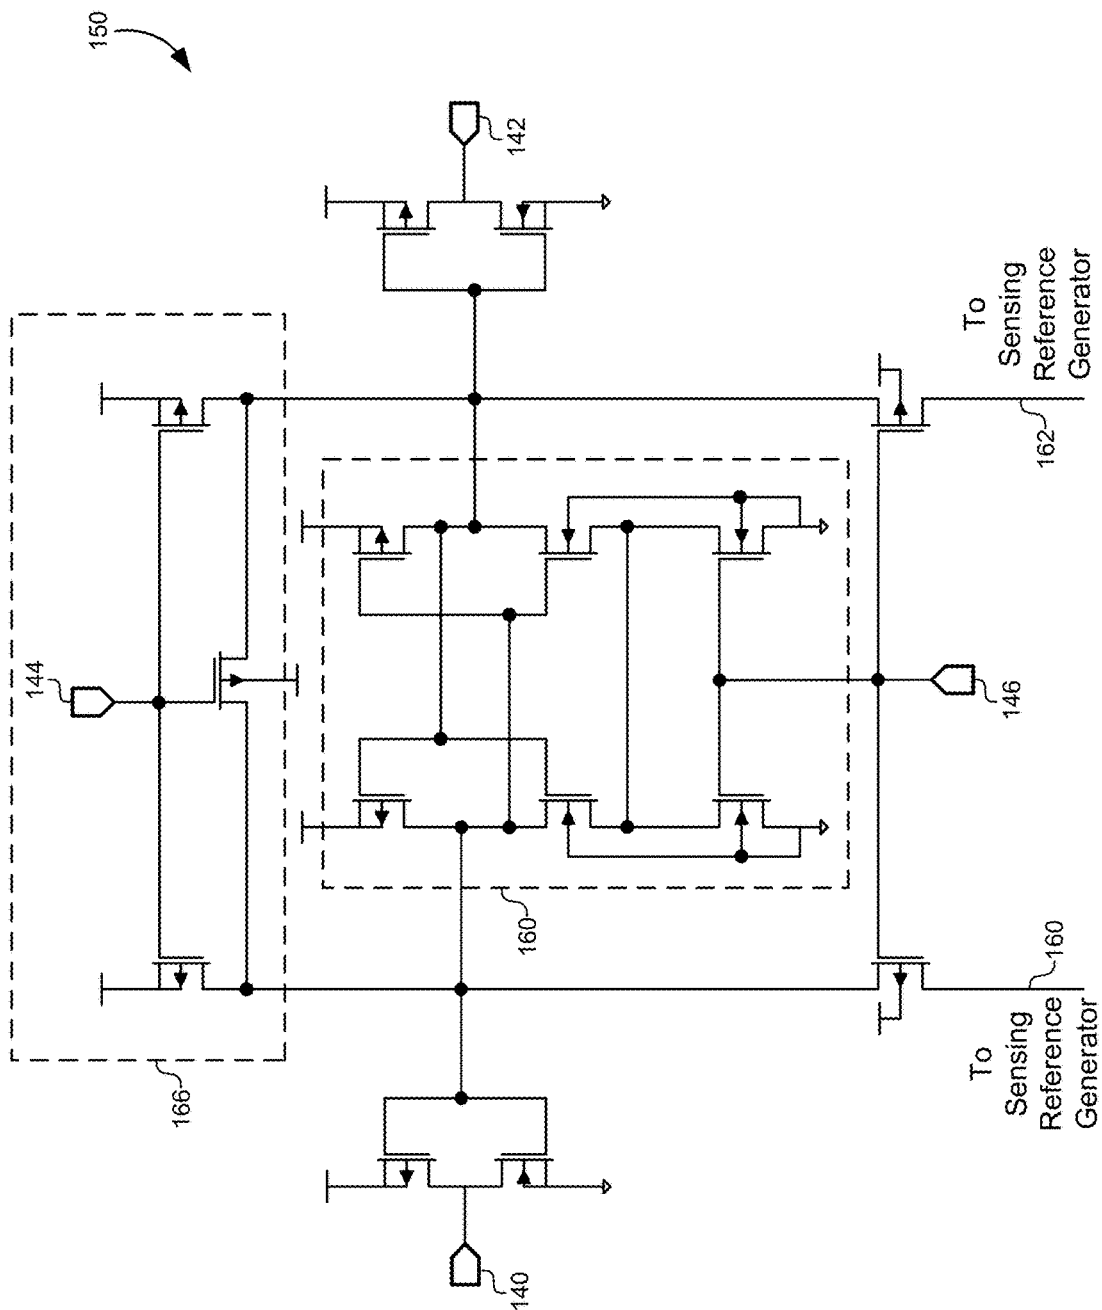 150
142
144
166
160
146
162
To
Sensing
Reference
Generator
160
To
Sensing
Reference
Generator
140